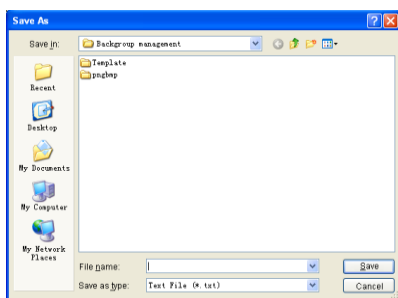 Save As
Save in:
Backgroup management
Template
pngbmp
Recent
Desktop
My Documents
My Computer
My Network
Places
File name:
Save
Save as type:
Text File (*.txt)
Cancel